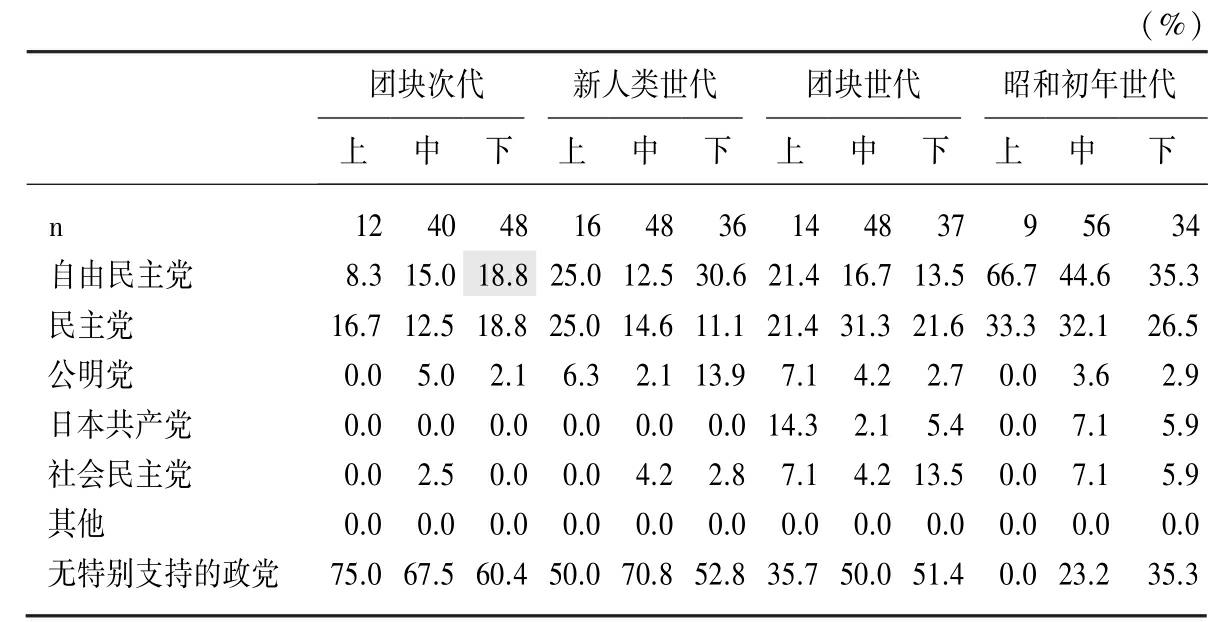 (%)
团块次代 新人类世代 团块世代 昭和初年世代
上 中 下 上 中 下 上 中 下 上 中 下
n 12 40 48 16 48 36 14 48 37 9 56 34
自由民主党 8.3 15.0 18.8 25.0 12.5 30.6 21.4 16.7 13.5 66.7 44.6 35.3
民主党 16.7 12.5 18.8 25.0 14.6 11.1 21.4 31.3 21.6 33.3 32.1 26.5
公明党 0.0 5.0 2.1 6.3 2.1 13.9 7.1 4.2 2.7 0.0 3.6 2.9
日本共产党 0.0 0.0 0.0 0.0 0.0 0.0 14.3 2.1 5.4 0.0 7.1 5.9
社会民主党 0.0 2.5 0.0 0.0 4.2 2.8 7.1 4.2 13.5 0.0 7.1 5.9
其他 0.0 0.0 0.0 0.0 0.0 0.0 0.0 0.0 0.0 0.0 0.0 0.0
无特别支持的政党 75.0 67.5 60.4 50.0 70.8 52.8 35.7 50.0 51.4 0.0 23.2 35.3